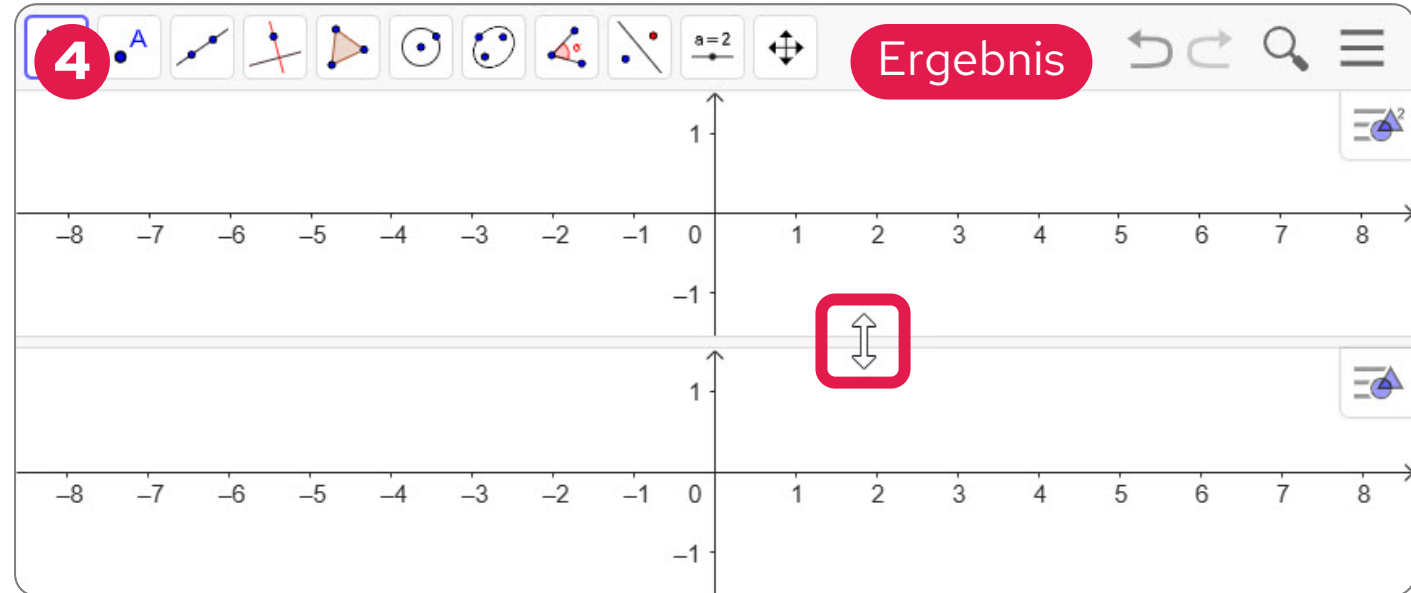 4
A
α
a=2
Ergebnis
2
1
–8 –7 –6 –5 –4 –3 –2 –1 0 1 2 3 4 5 6 7 8
–1
1
–8 –7 –6 –5 –4 –3 –2 –1 0 1 2 3 4 5 6 7 8
–1